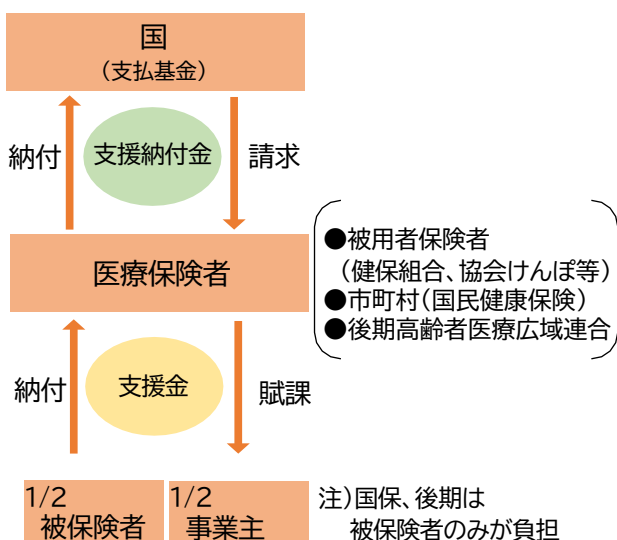 国
（支払基金）
納付
支援納付金
請求
医療保険者
●被用者保険者
（健保組合、協会けんぽ等）
●市町村（国民健康保険）
●後期高齢者医療広域連合
納付
支援金
賦課
1/2
被保険者
1/2
事業主
注）国保、後期は
被保険者のみが負担